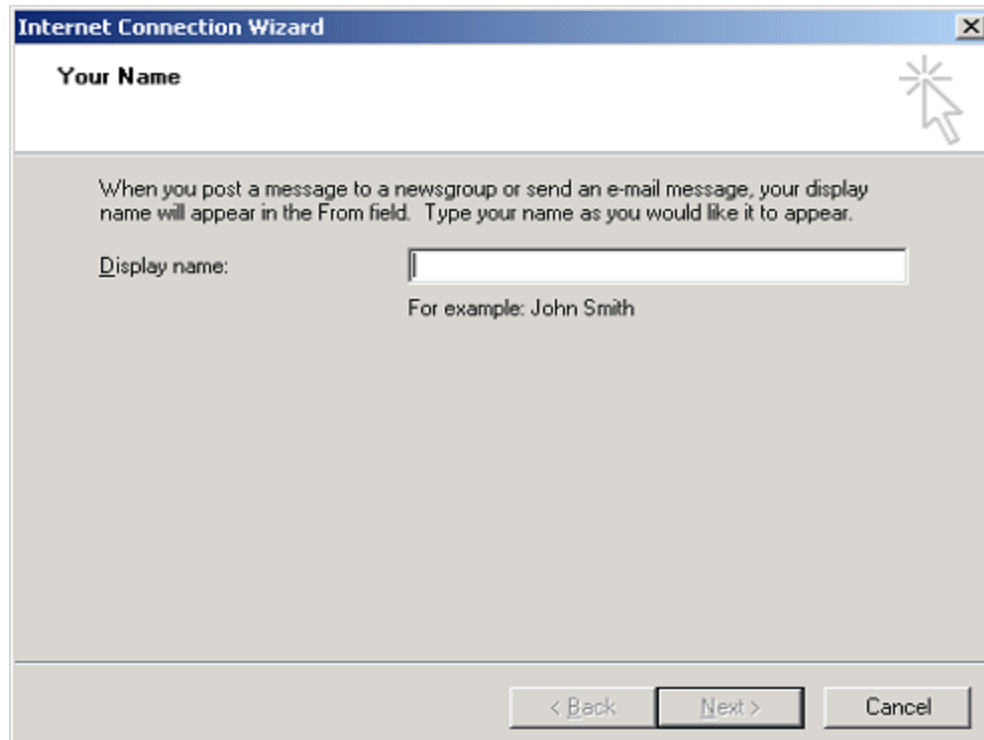 Internet Connection Wizard
Your Name
When you post a message to a newsgroup or send an e-mail message, your display
name will appear in the From field.  Type your name as you would like it to appear.
Display name:
For example: John Smith
< Back
Next >
Cancel